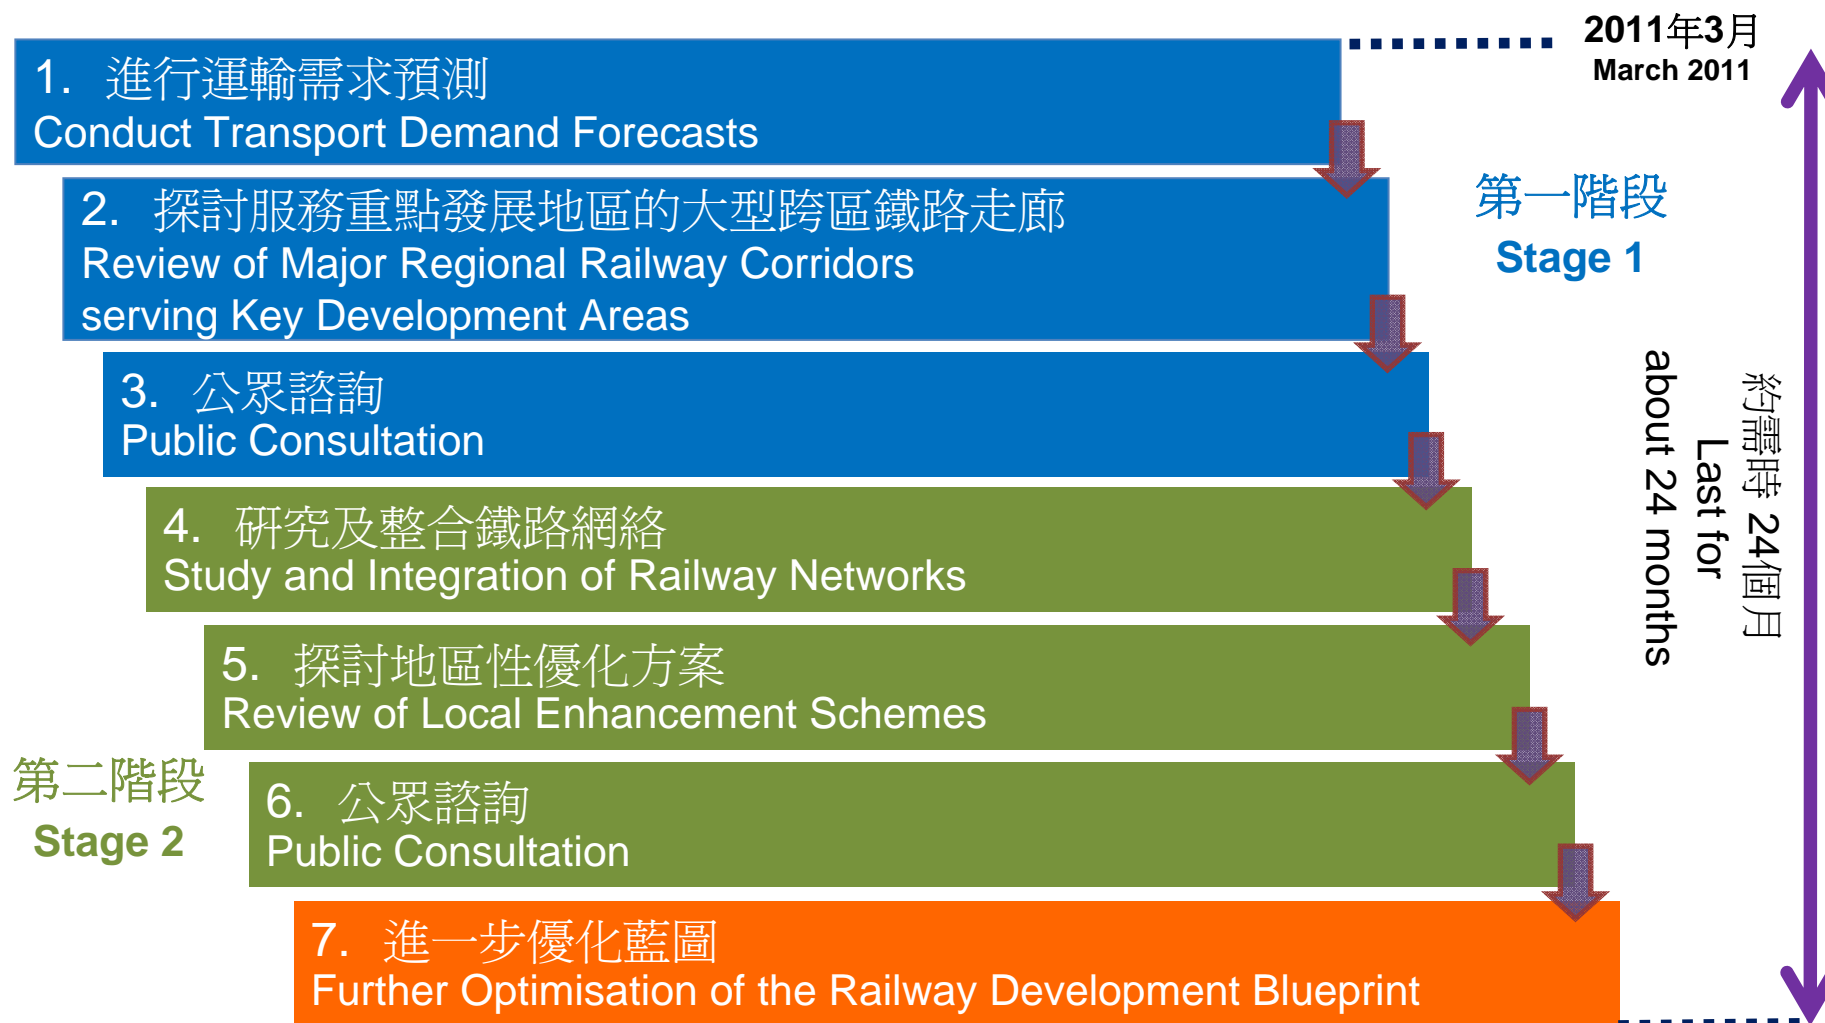 2011年3月
March 2011
1. 進行運輸需求預測
Conduct Transport Demand Forecasts
2. 探討服務重點發展地區的大型跨區鐵路走廊
Review of Major Regional Railway Corridors
serving Key Development Areas
第一階段
Stage 1
3. 公眾諮詢
Public Consultation
約需時 24個月
Last for
about 24 months
4. 研究及整合鐵路網絡
Study and Integration of Railway Networks
5. 探討地區性優化方案
Review of Local Enhancement Schemes
第二階段
Stage 2
6. 公眾諮詢
Public Consultation
7. 進一步優化藍圖
Further Optimisation of the Railway Development Blueprint